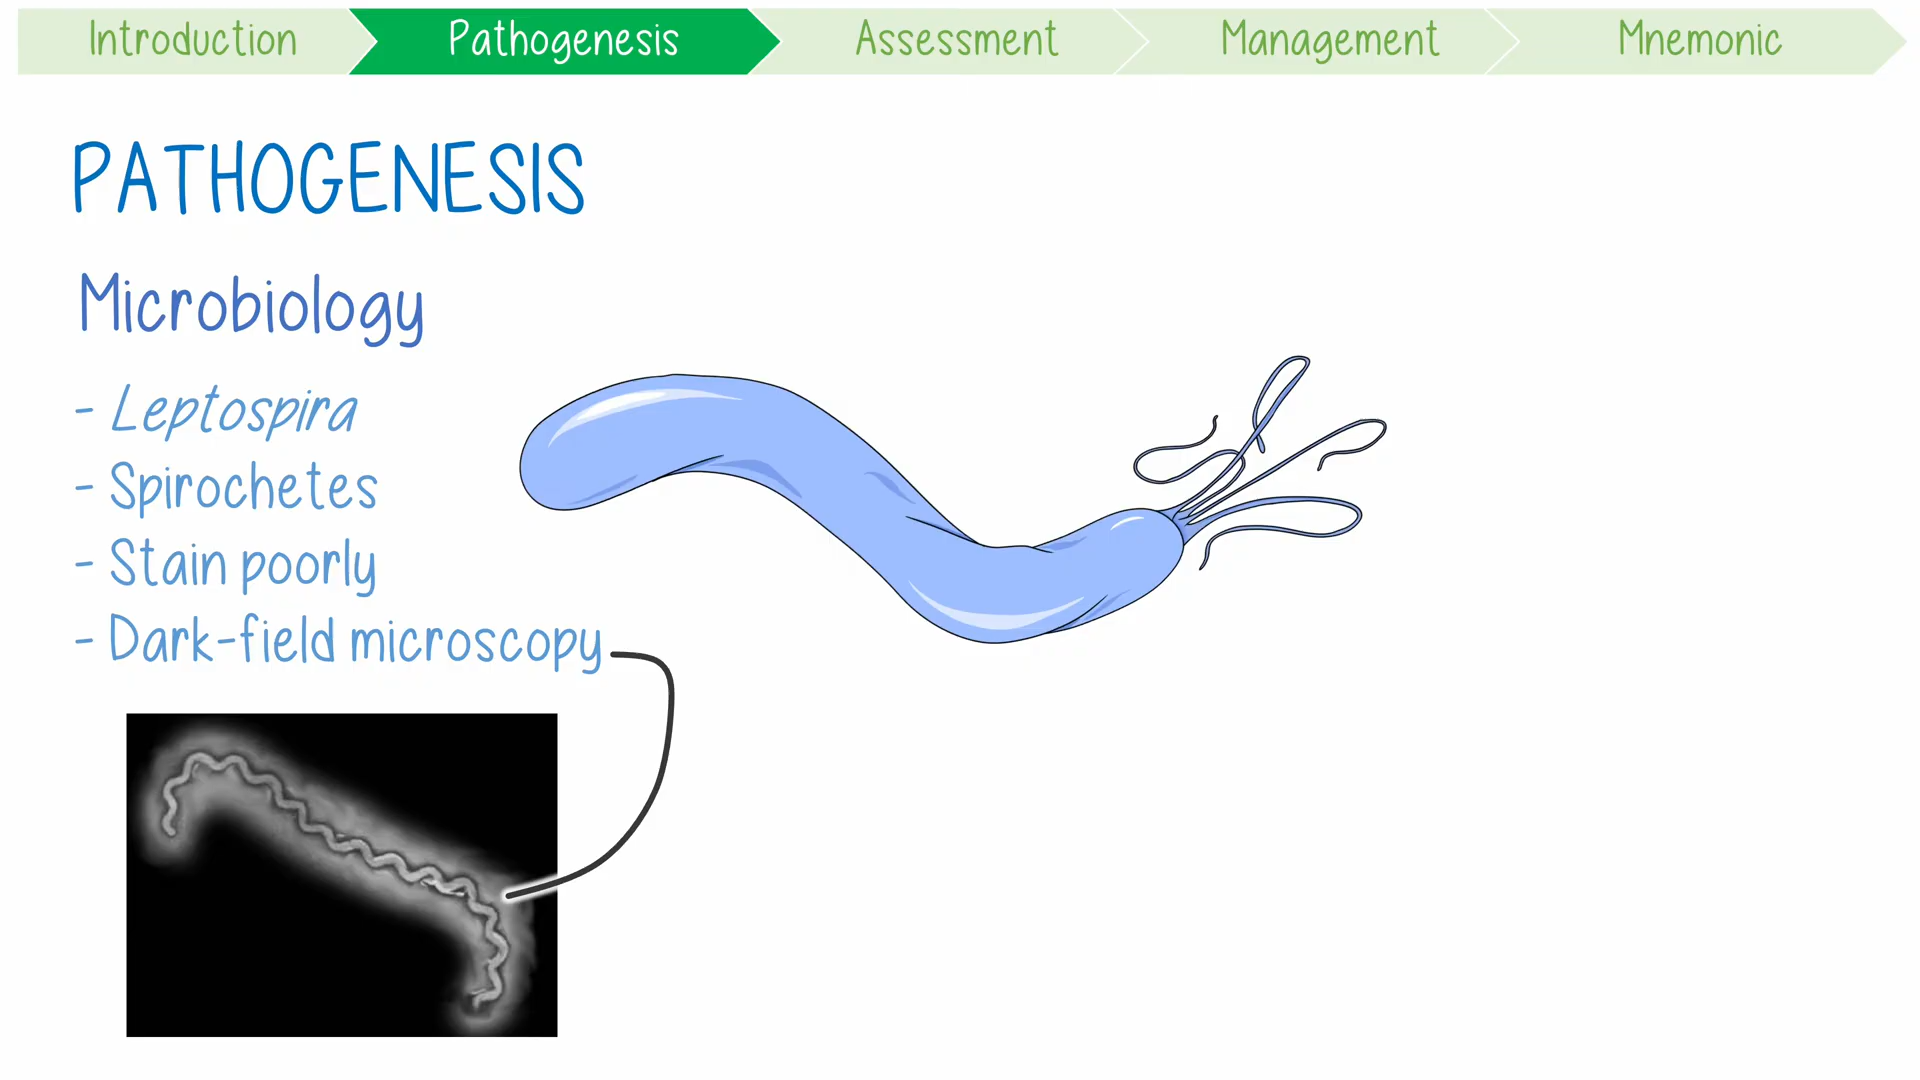 Introduction
Pathogenesis
Assessment
Management
Mnemonic
PATHOGENESIS
Microbiology
- Leptospira
- Spirochetes
- Stain poorly
- Dark-field microscopy